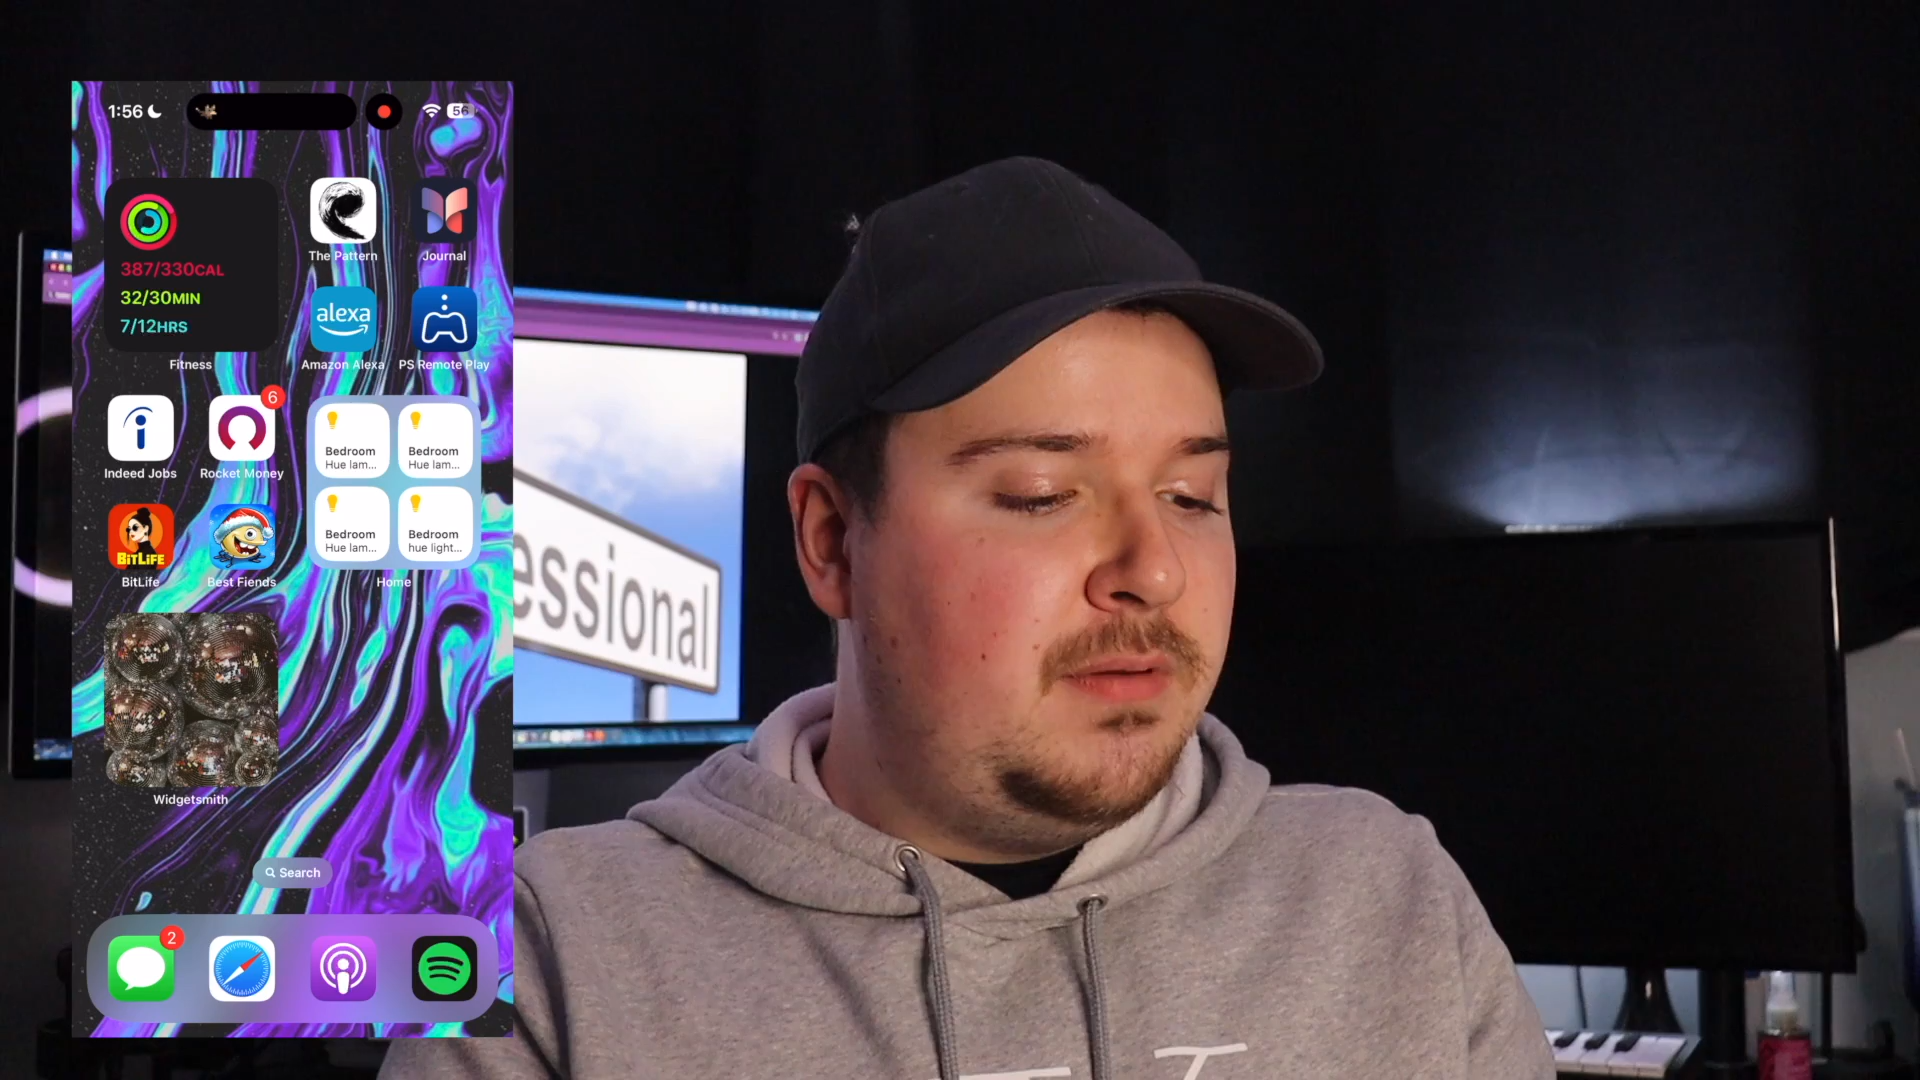 1:56
56
387/330CAL
32/30MIN
7/12HRS
Fitness
The Pattern
Journal
alexa
Amazon Alexa
PS Remote Play
6
Indeed Jobs
Rocket Money
Bedroom
Hue lam...
Bedroom
Hue lam...
Bedroom
Hue lam...
Bedroom
hue light...
BITLIFE
BitLife
Best Fiends
Home
Widgetsmith
Search
2
essional